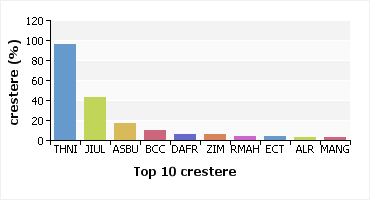 120
100
80
60
40
20
0
crestere (%)
THNI JIUL ASBU BCC DAFR ZIM RMAH ECT ALR MANG
Top 10 crestere